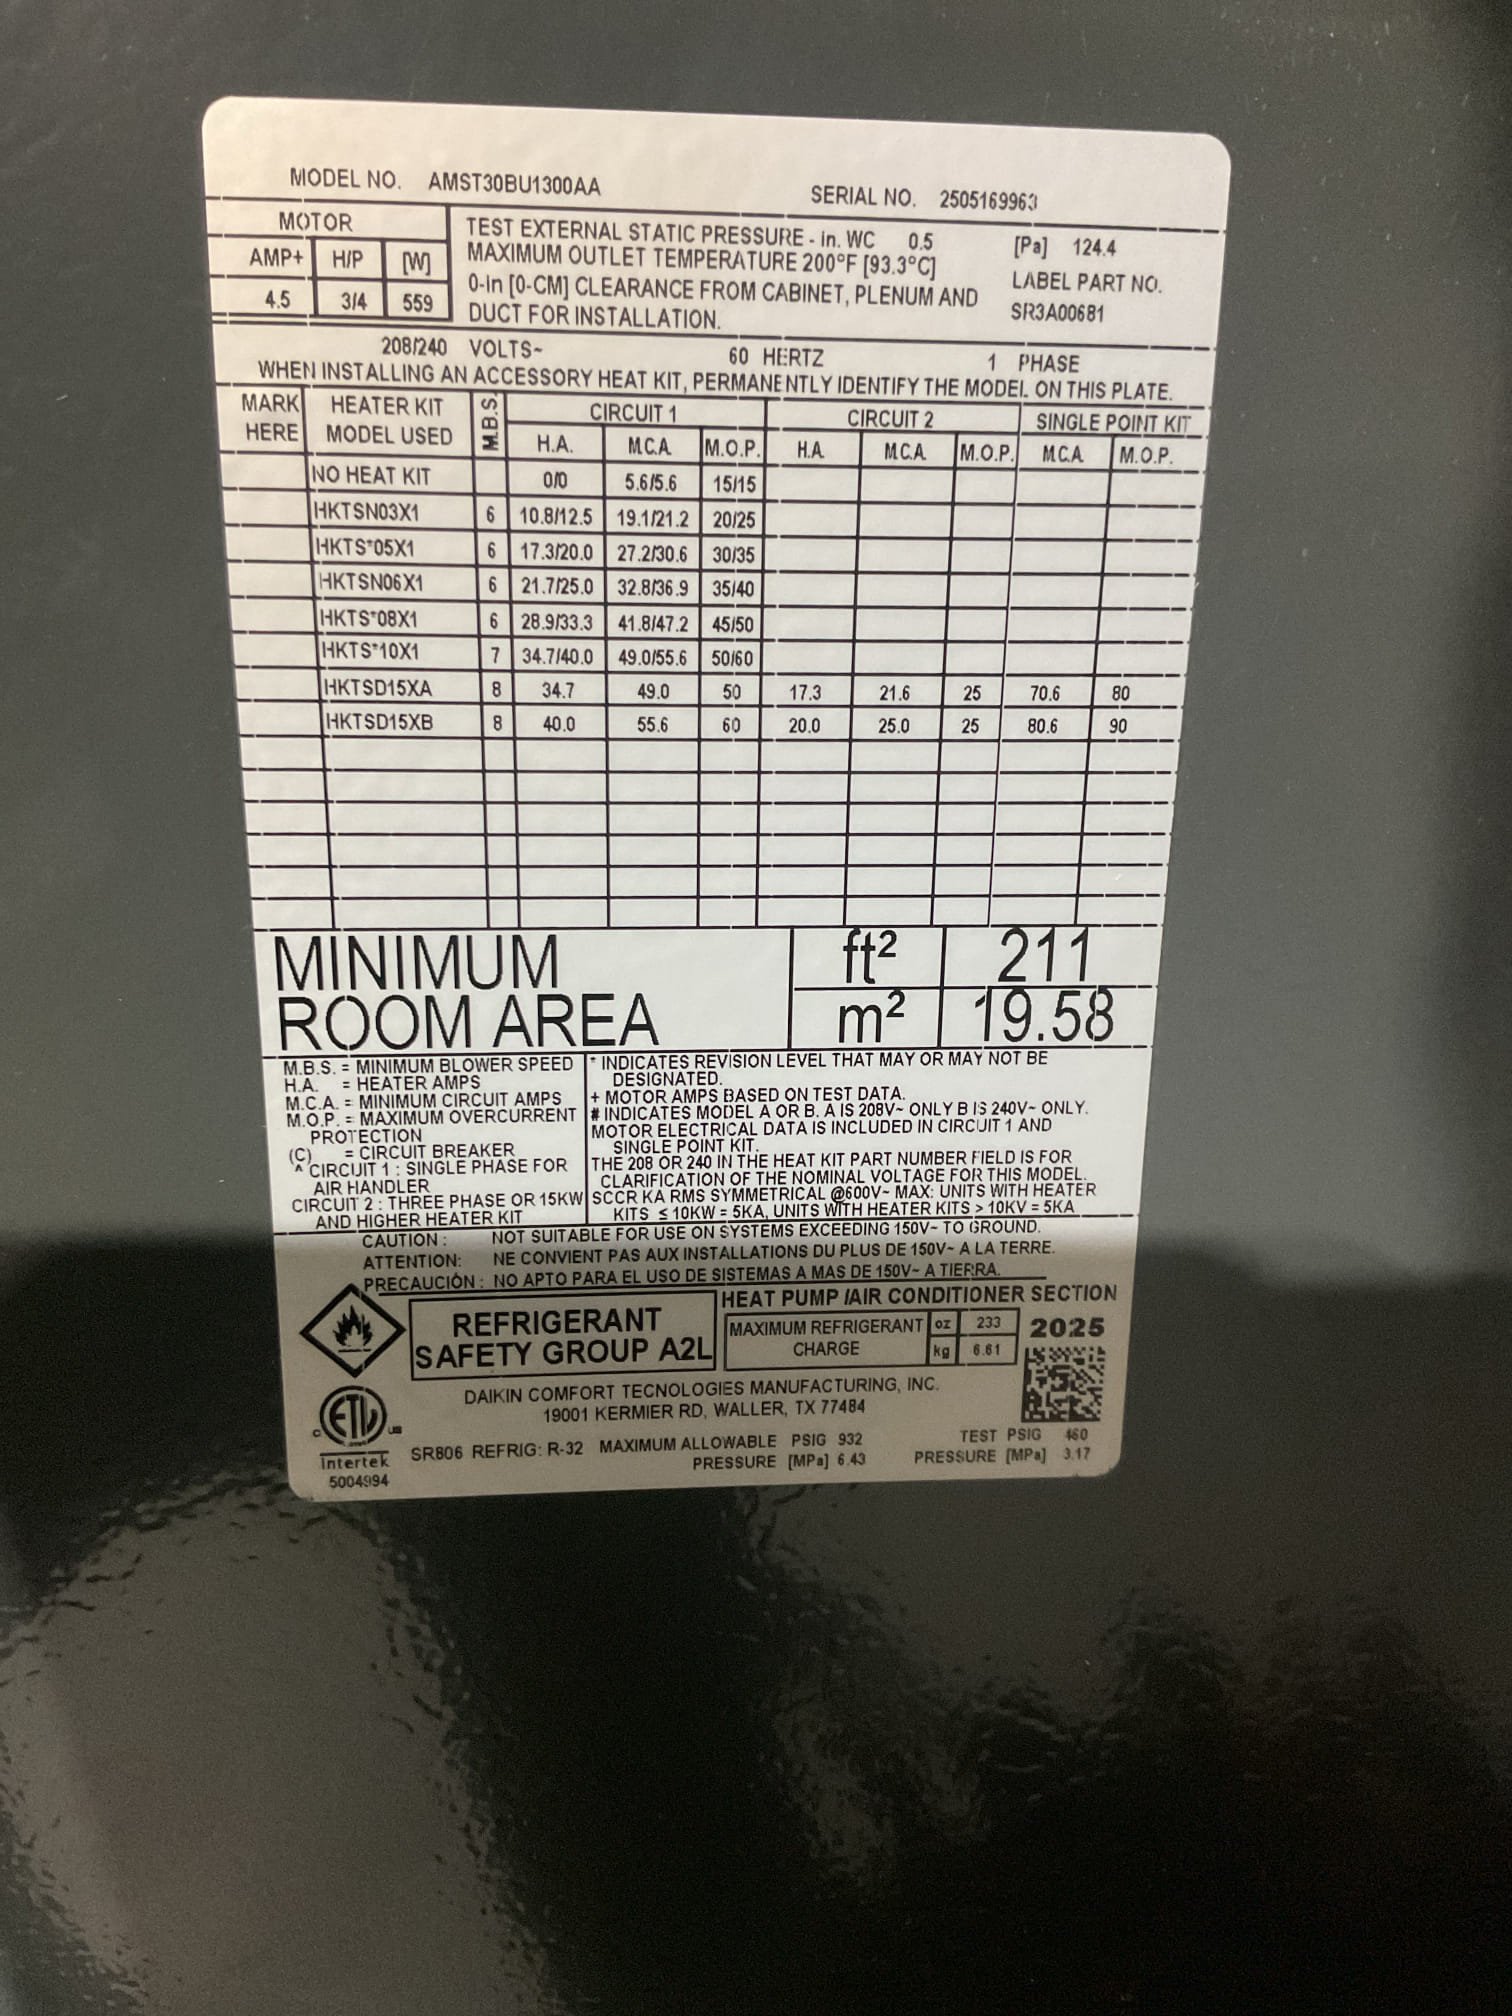 MODEL NO. AMST30BU1300AA SERIAL NO. 2505169963
MOTOR
AMP+ H/P [W]
4.5 3/4 559
TEST EXTERNAL STATIC PRESSURE - in. WC 0.5 [Pa] 124.4
MAXIMUM OUTLET TEMPERATURE 200°F [93.3°C]
0-in [0-CM] CLEARANCE FROM CABINET, PLENUM AND
DUCT FOR INSTALLATION.
LABEL PART NO.
SR3A00681
208/240 VOLTS~ 60 HERTZ 1 PHASE
WHEN INSTALLING AN ACCESSORY HEAT KIT, PERMANENTLY IDENTIFY THE MODEL ON THIS PLATE.
MARK HERE HEATER KIT MODEL USED M.B.S. CIRCUIT 1 CIRCUIT 2 SINGLE POINT KIT
H.A. M.C.A M.O.P. H.A. M.C.A M.O.P. M.C.A M.O.P.
NO HEAT KIT 0/0 5.6/5.6 15/15
HKTSN03X1 6 10.8/12.5 19.1/21.2 20/25
HKTS*05X1 6 17.3/20.0 27.2/30.6 30/35
HKTSN06X1 6 21.7/25.0 32.8/36.9 35/40
HKTS*08X1 6 28.9/33.3 41.8/47.2 45/50
HKTS*10X1 7 34.7/40.0 49.0/55.6 50/60
HKTSD15XA 8 34.7 49.0 50 17.3 21.6 25 70.6 80
HKTSD15XB 8 40.0 55.6 60 20.0 25.0 25 80.6 90
MINIMUM
ROOM AREA
ft² 211
m² 19.58
M.B.S. = MINIMUM BLOWER SPEED
H.A. = HEATER AMPS
M.C.A. = MINIMUM CIRCUIT AMPS
M.O.P. = MAXIMUM OVERCURRENT
PROTECTION
(C) = CIRCUIT BREAKER
^ CIRCUIT 1 : SINGLE PHASE FOR
AIR HANDLER
CIRCUIT 2 : THREE PHASE OR 15KW
AND HIGHER HEATER KIT
* INDICATES REVISION LEVEL THAT MAY OR MAY NOT BE
DESIGNATED.
+ MOTOR AMPS BASED ON TEST DATA.
# INDICATES MODEL A OR B. A IS 208V~ ONLY B IS 240V~ ONLY.
MOTOR ELECTRICAL DATA IS INCLUDED IN CIRCUIT 1 AND
SINGLE POINT KIT.
THE 208 OR 240 IN THE HEAT KIT PART NUMBER FIELD IS FOR
CLARIFICATION OF THE NOMINAL VOLTAGE FOR THIS MODEL.
SCCR KA RMS SYMMETRICAL @600V~ MAX: UNITS WITH HEATER
KITS ≤ 10KW = 5KA, UNITS WITH HEATER KITS > 10KV = 5KA
CAUTION : NOT SUITABLE FOR USE ON SYSTEMS EXCEEDING 150V~ TO GROUND.
ATTENTION: NE CONVIENT PAS AUX INSTALLATIONS DU PLUS DE 150V~ A LA TERRE.
PRECAUCIÓN : NO APTO PARA EL USO DE SISTEMAS A MAS DE 150V~ A TIERRA.
REFRIGERANT
SAFETY GROUP A2L
HEAT PUMP /AIR CONDITIONER SECTION
MAXIMUM REFRIGERANT
CHARGE
oz 233
kg 6.61
2025
DAIKIN COMFORT TECNOLOGIES MANUFACTURING, INC.
19001 KERMIER RD, WALLER, TX 77484
C ETL US
Intertek
5004994
SR806 REFRIG: R-32 MAXIMUM ALLOWABLE PSIG 932
PRESSURE [MPa] 6.43
TEST PSIG 460
PRESSURE [MPa] 3.17